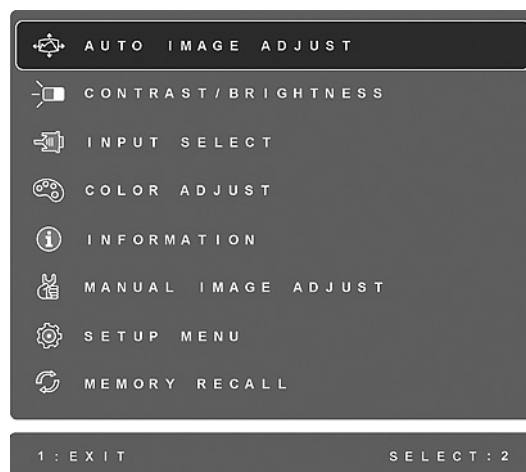 AUTO IMAGE ADJUST
CONTRAST/BRIGHTNESS
INPUT SELECT
COLOR ADJUST
INFORMATION
MANUAL IMAGE ADJUST
SETUP MENU
MEMORY RECALL
1:EXIT SELECT:2